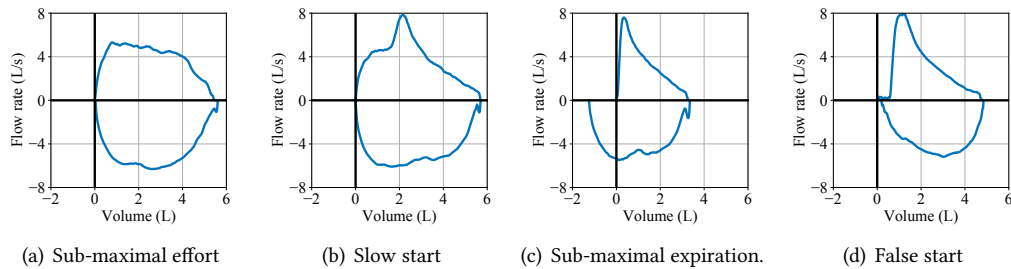 Flow rate (L/s)
8
4
0
−4
−8
−2 0 2 4 6
Volume (L)
(a) Sub-maximal effort
Flow rate (L/s)
8
4
0
−4
−8
−2 0 2 4 6
Volume (L)
(b) Slow start
Flow rate (L/s)
8
4
0
−4
−8
−2 0 2 4 6
Volume (L)
(c) Sub-maximal expiration.
Flow rate (L/s)
8
4
0
−4
−8
−2 0 2 4 6
Volume (L)
(d) False start